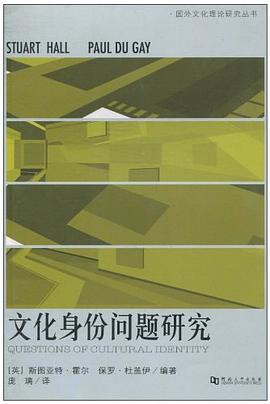 ·国外文化理论研究丛书
STUART HALL PAUL DU GAY
文化身份问题研究
QUESTIONS OF CULTURAL IDENTITY
[英] 斯图亚特·霍尔 保罗·杜盖伊/编著
庞璃/译
河南大学出版社